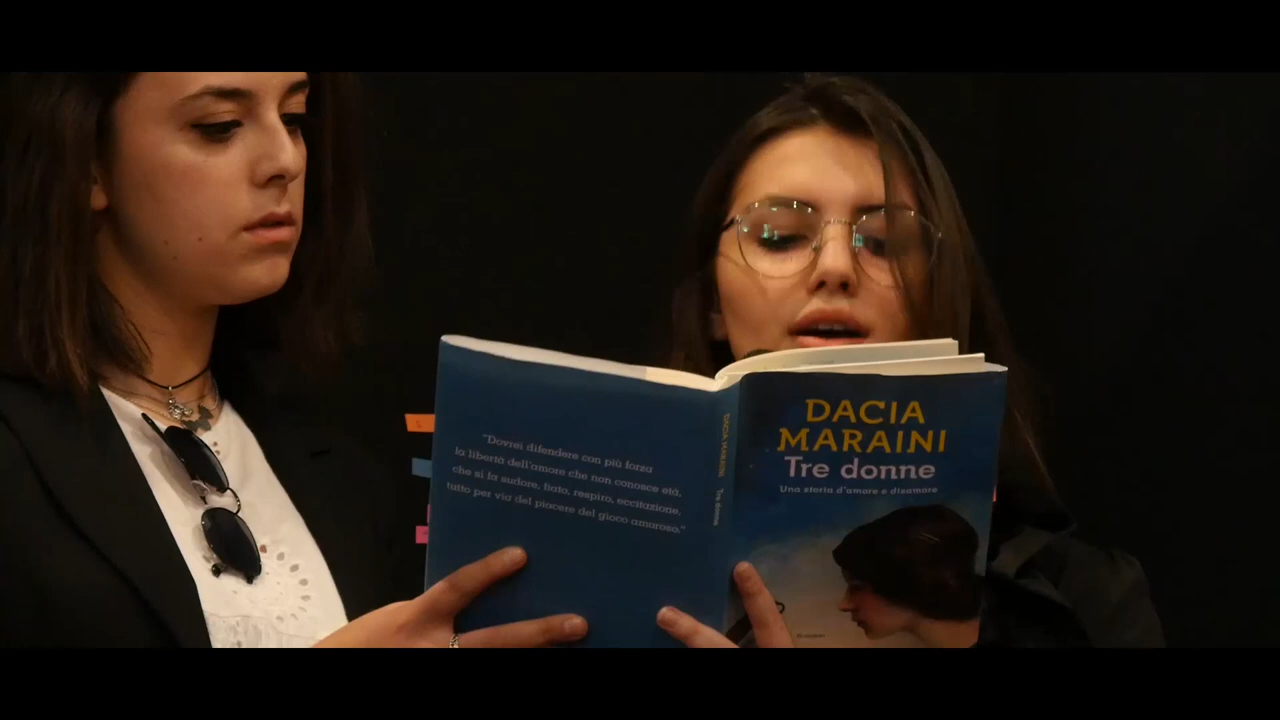 "Dovrei difendere con più forza
la libertà dell'amore che non conosce età,
che si fa sudore, fiato, respiro, eccitazione,
tutto per via del piacere del gioco amoroso."
DACIA MARAINI Tre donne
DACIA
MARAINI
Tre donne
Una storia d'amore e disamore